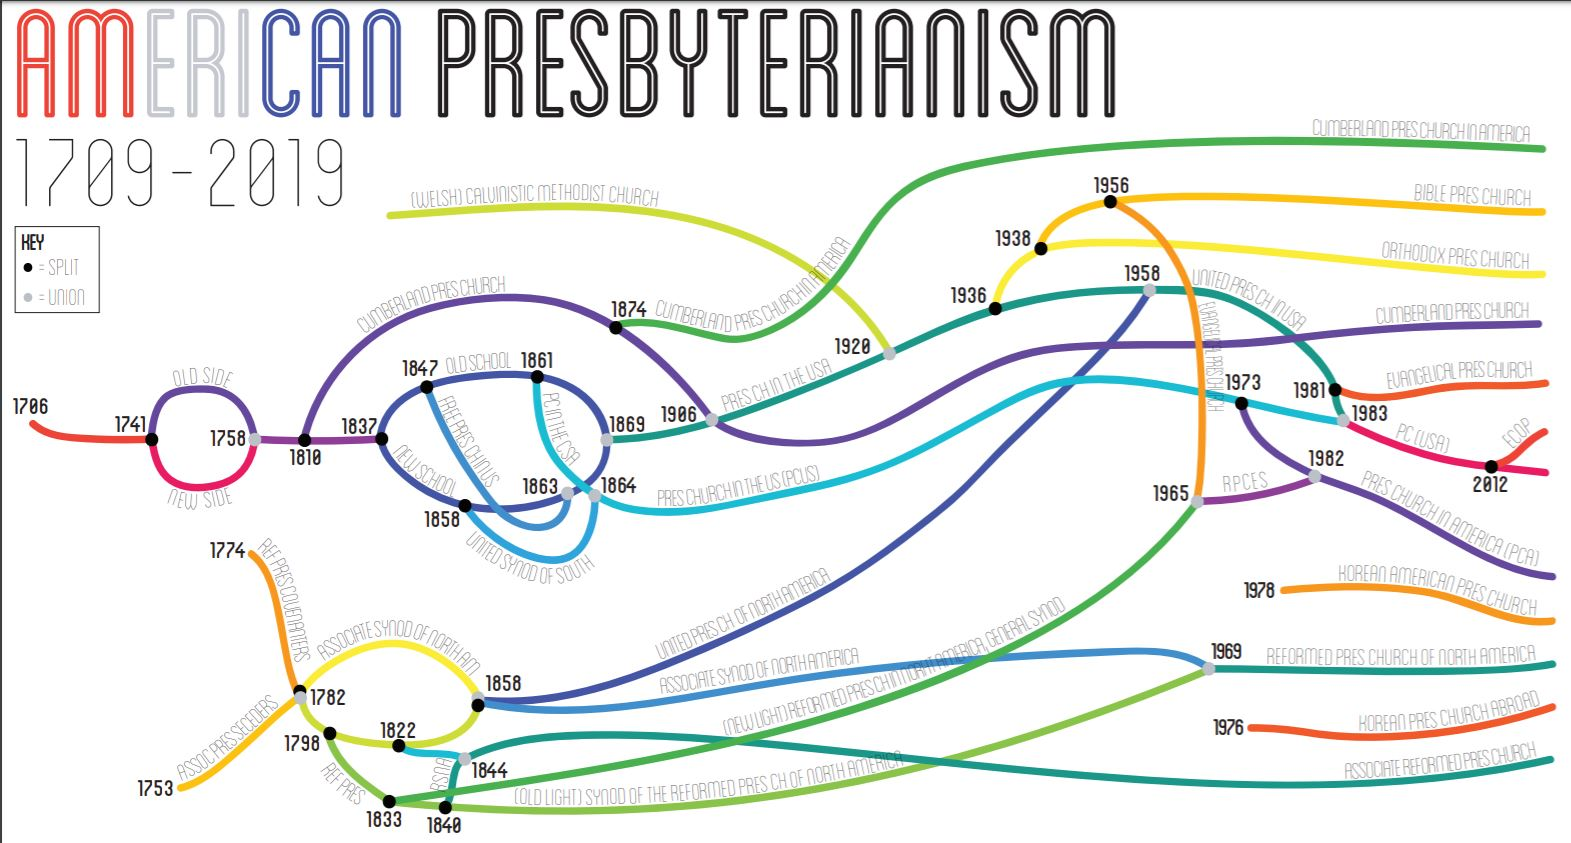 AMERICAN PRESBYTERIANISM
1709-2019
KEY
= SPLIT
= UNION
CUMBERLAND PRES CHURCH IN AMERICA
(WELSH) CALVINISTIC METHODIST CHURCH
1956
BIBLE PRES CHURCH
1938
ORTHODOX PRES CHURCH
1958
UNITED PRES CH IN USA
1936
CUMBERLAND PRES CHURCH
1874
CUMBERLAND PRES CHURCH IN AMERICA
CUMBERLAND PRES CHURCH
EVANGELICAL PRES CHURCH
1920
1847
OLD SCHOOL
1861
OLD SIDE
PRES CH IN THE USA
1973
1981
EVANGELICAL PRES CHURCH
1706
1741
1758
1810
1837
FREE PRES CH IN US
PC IN THE CSA
1869
1906
1983
PC (USA)
ECOP
NEW SIDE
NEW SCHOOL
1858
1863
1864
PRES CHURCH IN THE US (PCUS)
1965
RPCES
1982
2012
PRES CHURCH IN AMERICA (PCA)
UNITED SYNOD OF SOUTH
1774
REF PRES COVENANTERS
ASSOCIATE SYNOD OF NORTH AM
UNITED PRES CH. OF NORTH AMERICA
1978
KOREAN AMERICAN PRES CHURCH
1782
1858
ASSOCIATE SYNOD OF NORTH AMERICA
(NEW LIGHT) REFORMED PRES CH IN NORTH AMERICA, GENERAL SYNOD
1969
REFORMED PRES CHURCH OF NORTH AMERICA
ASSOC PRES SECEDERS
1798
1822
1976
KOREAN PRES CHURCH ABROAD
1753
REF PRES
1844
ASSOCIATE REFORMED PRES CHURCH
1833
1840
(OLD LIGHT) SYNOD OF THE REFORMED PRES CH OF NORTH AMERICA